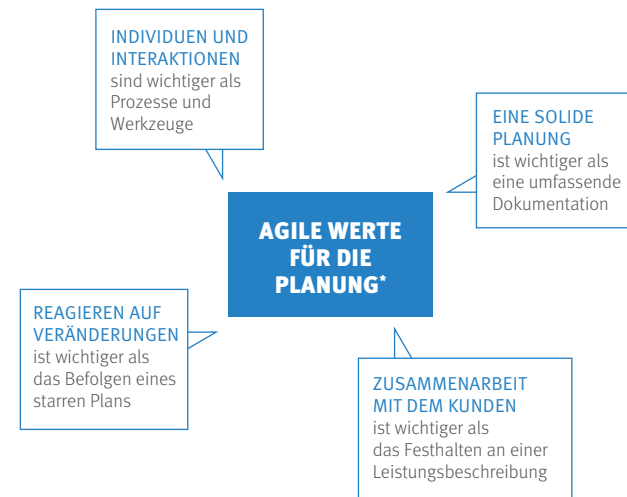 INDIVIDUEN UND
INTERAKTIONEN
sind wichtiger als
Prozesse und
Werkzeuge
EINE SOLIDE
PLANUNG
ist wichtiger als
eine umfassende
Dokumentation
AGILE WERTE
FÜR DIE
PLANUNG*
REAGIEREN AUF
VERÄNDERUNGEN
ist wichtiger als
das Befolgen eines
starren Plans
ZUSAMMENARBEIT
MIT DEM KUNDEN
ist wichtiger als
das Festhalten an einer
Leistungsbeschreibung